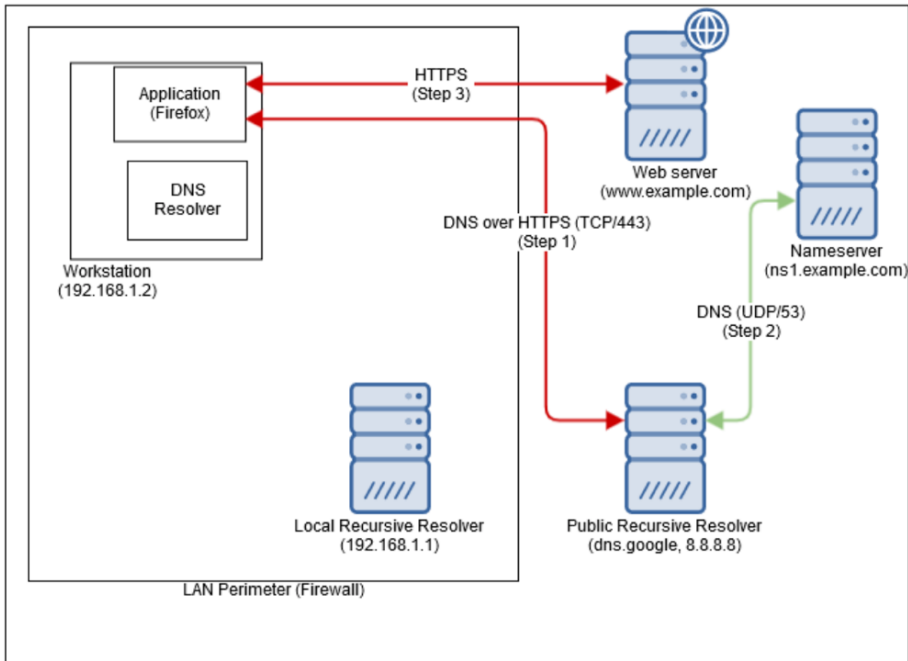 HTTPS
(Step 3)
Application
(Firefox)
DNS
Resolver
Workstation
(192.168.1.2)
Web server
(www.example.com)
DNS over HTTPS (TCP/443)
(Step 1)
Nameserver
(ns1.example.com)
DNS (UDP/53)
(Step 2)
Local Recursive Resolver
(192.168.1.1)
Public Recursive Resolver
(dns.google, 8.8.8.8)
LAN Perimeter (Firewall)